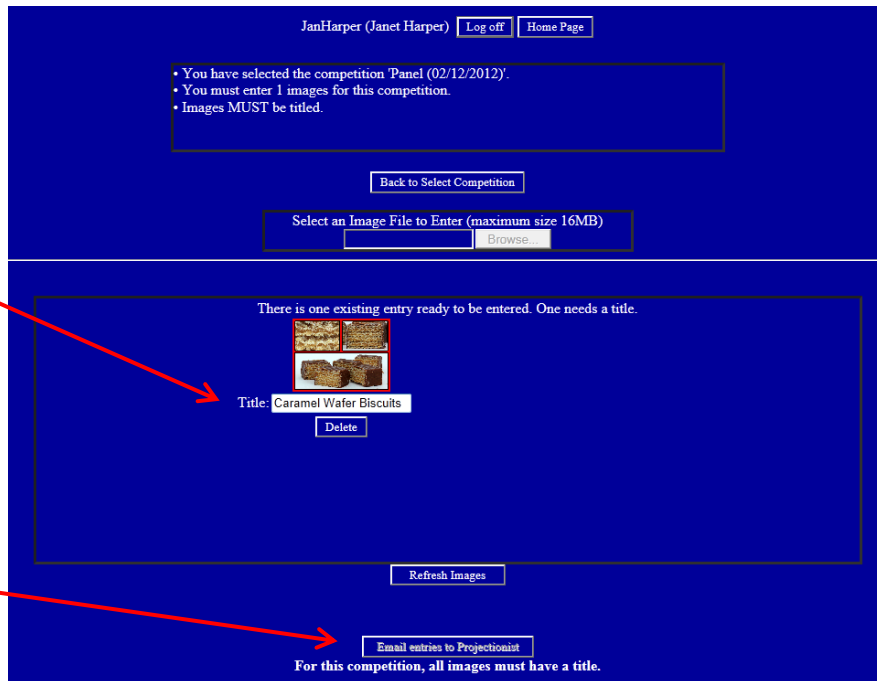 JanHarper (Janet Harper) Log off Home Page
• You have selected the competition 'Panel (02/12/2012)'.
• You must enter 1 images for this competition.
• Images MUST be titled.
Back to Select Competition
Select an Image File to Enter (maximum size 16MB)
Browse...
There is one existing entry ready to be entered. One needs a title.
Title: Caramel Wafer Biscuits
Delete
Refresh Images
Email entries to Projectionist
For this competition, all images must have a title.